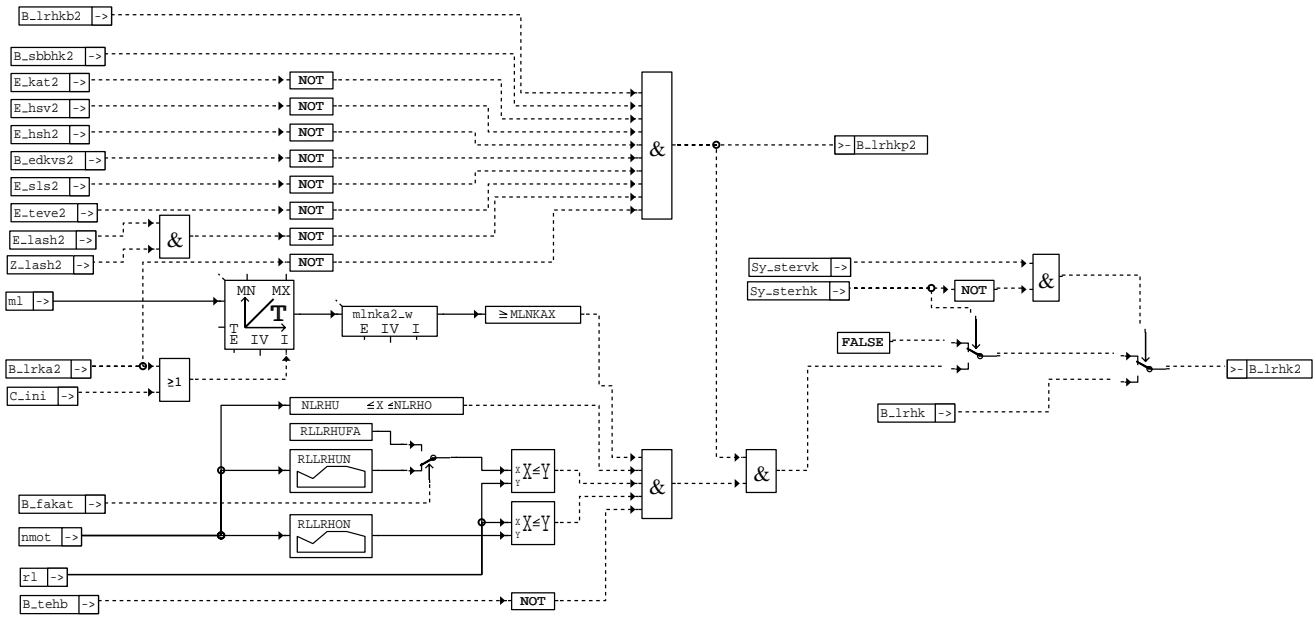 B_lrhkb2 ->
B_sbbhk2 ->
E_kat2 -> NOT
E_hsv2 -> NOT
E_hsh2 -> NOT
& >- B_lrhkp2
B_edkvs2 -> NOT
E_sls2 -> NOT
E_teve2 -> NOT
E_lash2 -> & NOT
Z_lash2 -> NOT
Sy_stervk -> &
Sy_sterhk -> NOT
ml -> MN MX
T
T
E IV I
mlnka2_w
E IV I
≥MLNKAX
FALSE
B_lrka2 -> ≥1
C_ini ->
>- B_lrhk2
B_lrhk ->
NLRHU ≤X ≤NLRHO
RLLRHUFA
RLLRHUN
X X≤Y
Y
& &
B_fakat ->
RLLRHON
X X≤Y
Y
nmot ->
rl ->
B_tehb -> NOT